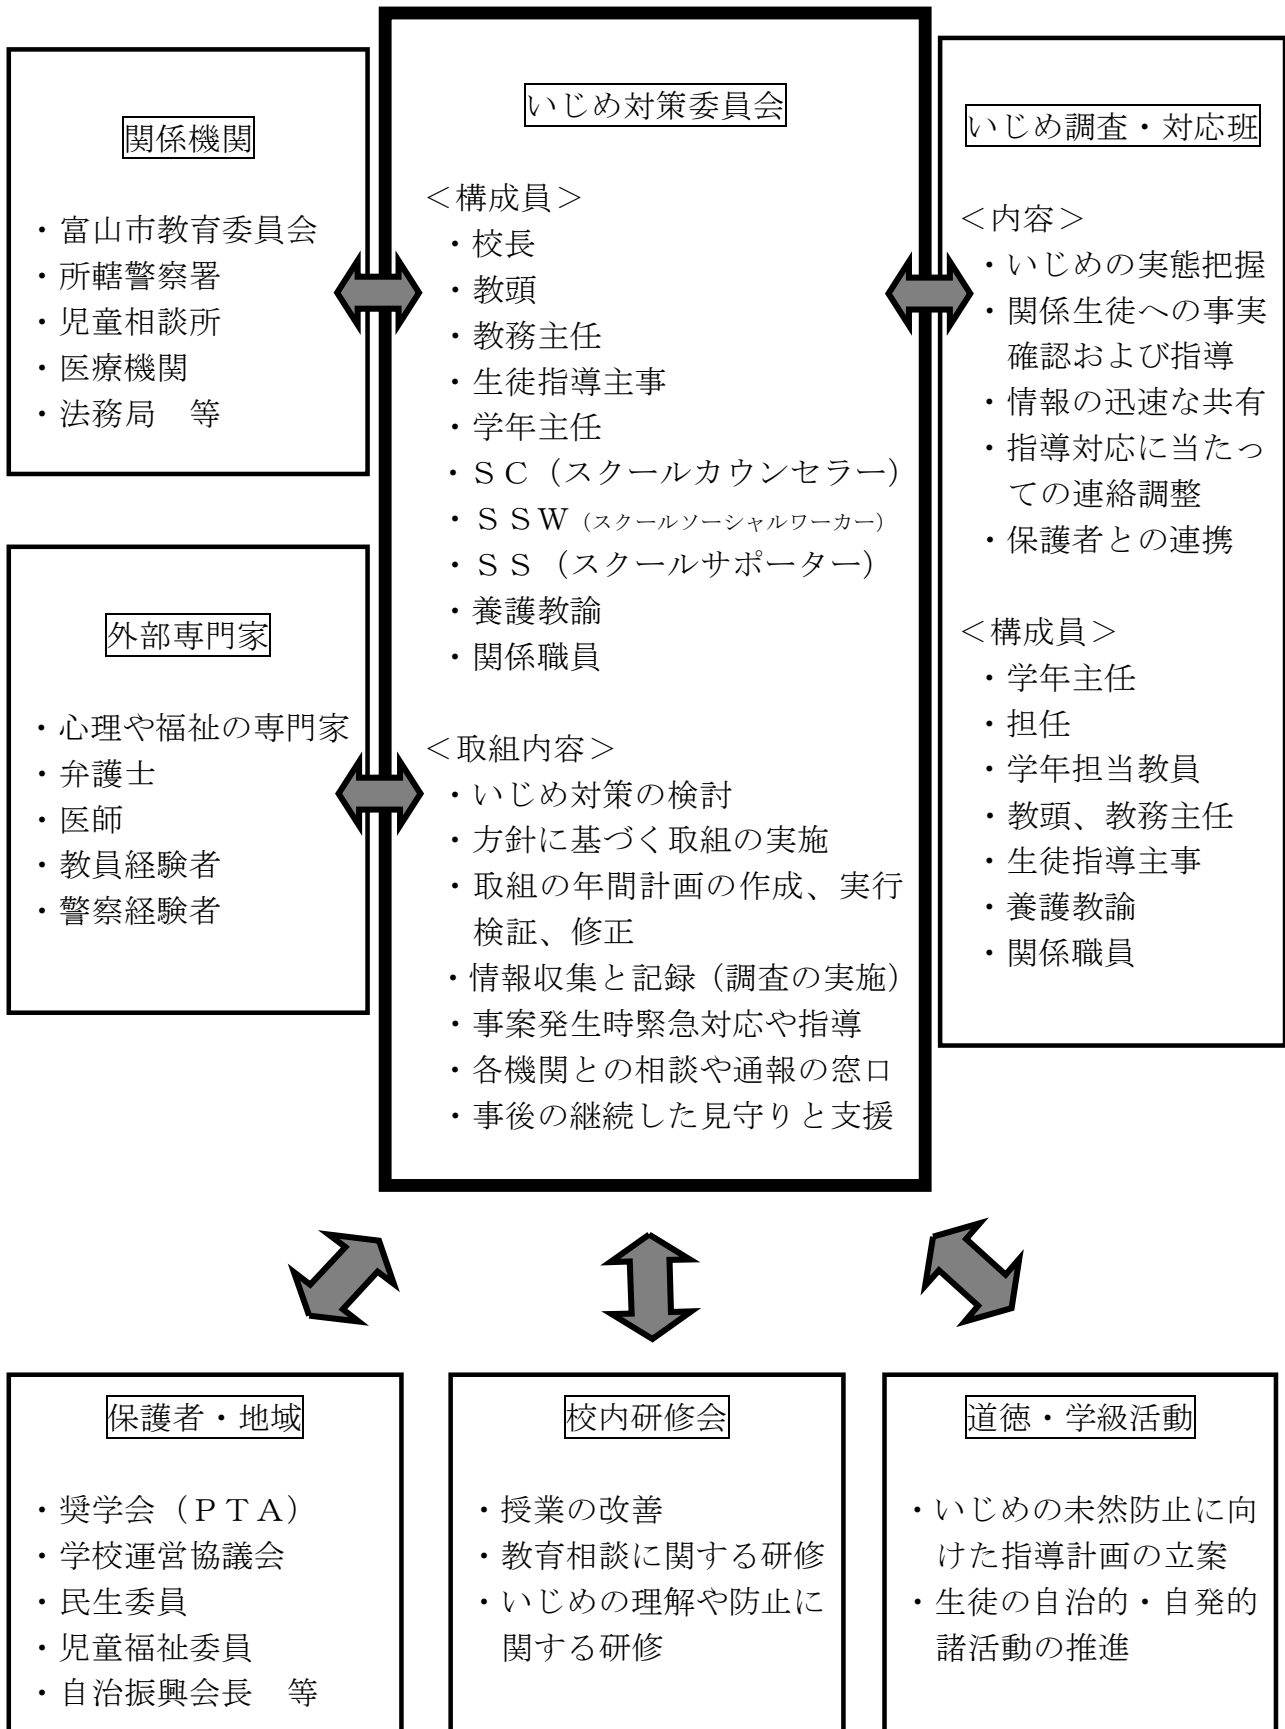 関係機関
・富山市教育委員会
・所轄警察署
・児童相談所
・医療機関
・法務局　等
外部専門家
・心理や福祉の専門家
・弁護士
・医師
・教員経験者
・警察経験者
いじめ対策委員会
＜構成員＞
・校長
・教頭
・教務主任
・生徒指導主事
・学年主任
・ＳＣ（スクールカウンセラー）
・ＳＳＷ（スクールソーシャルワーカー）
・ＳＳ（スクールサポーター）
・養護教諭
・関係職員
＜取組内容＞
・いじめ対策の検討
・方針に基づく取組の実施
・取組の年間計画の作成、実行
検証、修正
・情報収集と記録（調査の実施）
・事案発生時緊急対応や指導
・各機関との相談や通報の窓口
・事後の継続した見守りと支援
いじめ調査・対応班
＜内容＞
・いじめの実態把握
・関係生徒への事実
確認および指導
・情報の迅速な共有
・指導対応に当たっ
ての連絡調整
・保護者との連携
＜構成員＞
・学年主任
・担任
・学年担当教員
・教頭、教務主任
・生徒指導主事
・養護教諭
・関係職員
保護者・地域
・奨学会（ＰＴＡ）
・学校運営協議会
・民生委員
・児童福祉委員
・自治振興会長　等
校内研修会
・授業の改善
・教育相談に関する研修
・いじめの理解や防止に
関する研修
道徳・学級活動
・いじめの未然防止に向
けた指導計画の立案
・生徒の自治的・自発的
諸活動の推進